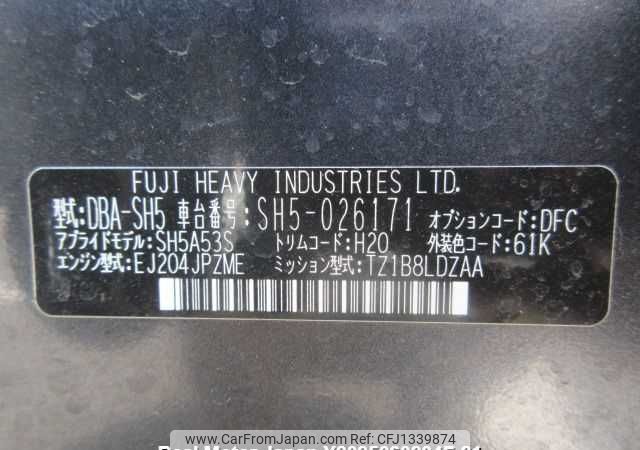 FUJI HEAVY INDUSTRIES LTD.
型式:DBA-SH5 車台番号:SH5-026171 オプションコード:DFC
アプライドモデル:SH5A53S トリムコード:H20 外装色コード:61K
エンジン型式:EJ204JPZME ミッション型式:TZ1B8LDZAA
www.CarFromJapan.com Ref: CFJ1339874